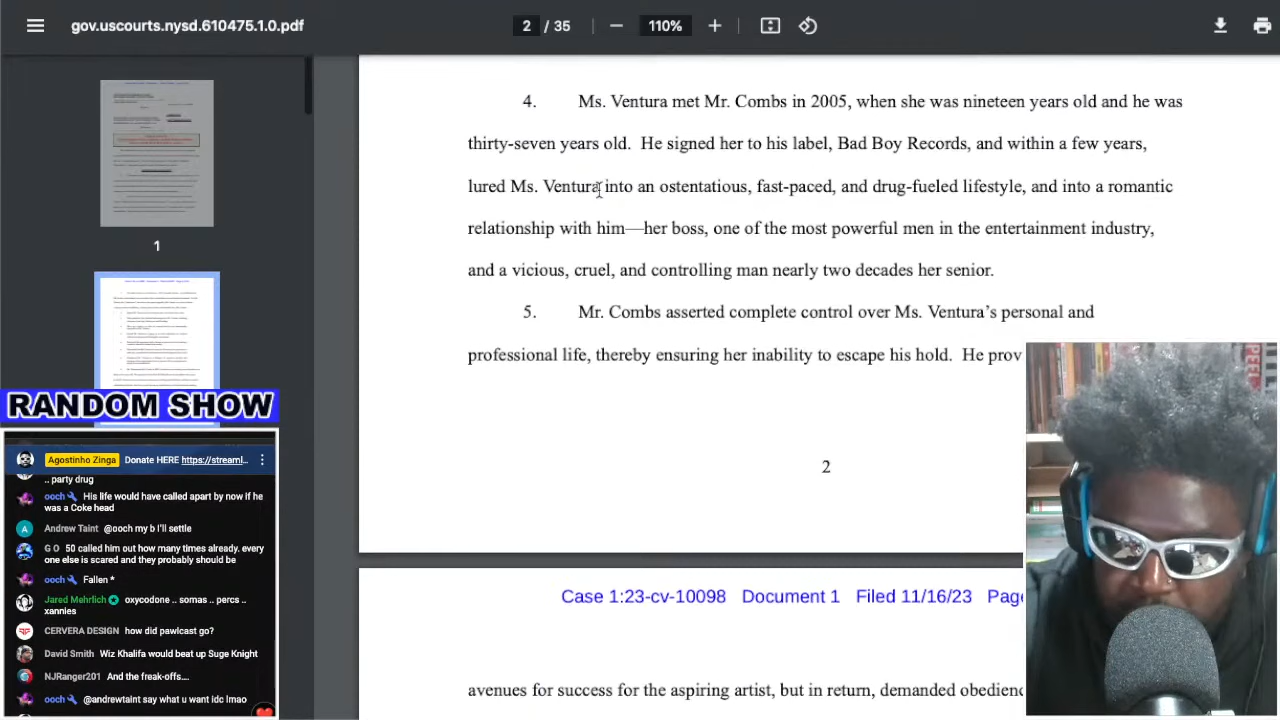 gov.uscourts.nysd.610475.1.0.pdf
2 / 35
110%
1
4. Ms. Ventura met Mr. Combs in 2005, when she was nineteen years old and he was
thirty-seven years old. He signed her to his label, Bad Boy Records, and within a few years,
lured Ms. Ventura into an ostentatious, fast-paced, and drug-fueled lifestyle, and into a romantic
relationship with him—her boss, one of the most powerful men in the entertainment industry,
and a vicious, cruel, and controlling man nearly two decades her senior.
5. Mr. Combs asserted complete control over Ms. Ventura's personal and
professional life, thereby ensuring her inability to escape his hold. He prov
2
Case 1:23-cv-10098 Document 1 Filed 11/16/23 Page
avenues for success for the aspiring artist, but in return, demanded obedienc
RANDOM SHOW
Agostinho Zinga Donate HERE https://streaml...
.. party drug
ooch His life would have called apart by now if he
was a Coke head
Andrew Taint @ooch my b I'll settle
G O 50 called him out how many times already. every
one else is scared and they probably should be
ooch Fallen *
Jared Mehrlich oxycodone .. somas .. percs ..
xannies
CERVERA DESIGN how did pawlcast go?
David Smith Wiz Khalifa would beat up Suge Knight
NJRanger201 And the freak-offs....
ooch @andrewtaint say what u want idc lmao